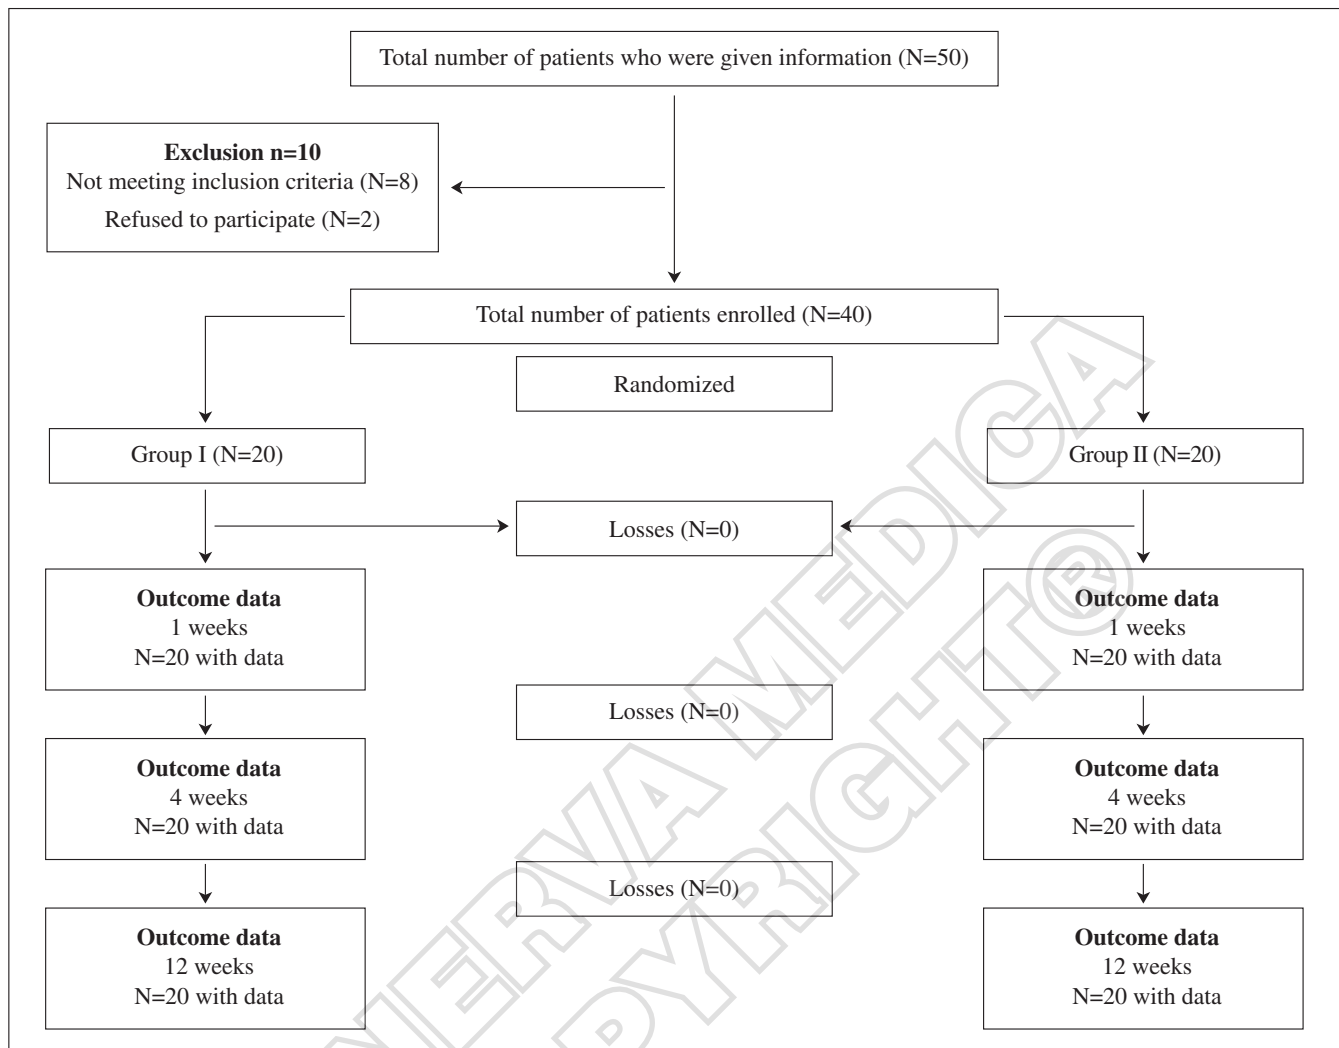 Total number of patients who were given information (N=50)
Exclusion n=10
Not meeting inclusion criteria (N=8)
Refused to participate (N=2)
Total number of patients enrolled (N=40)
Randomized
Group I (N=20)
Group II (N=20)
Losses (N=0)
Outcome data
1 weeks
N=20 with data
Outcome data
1 weeks
N=20 with data
Losses (N=0)
Outcome data
4 weeks
N=20 with data
Outcome data
4 weeks
N=20 with data
Losses (N=0)
Outcome data
12 weeks
N=20 with data
Outcome data
12 weeks
N=20 with data
NERVA MEDICA
PYRIGHT®